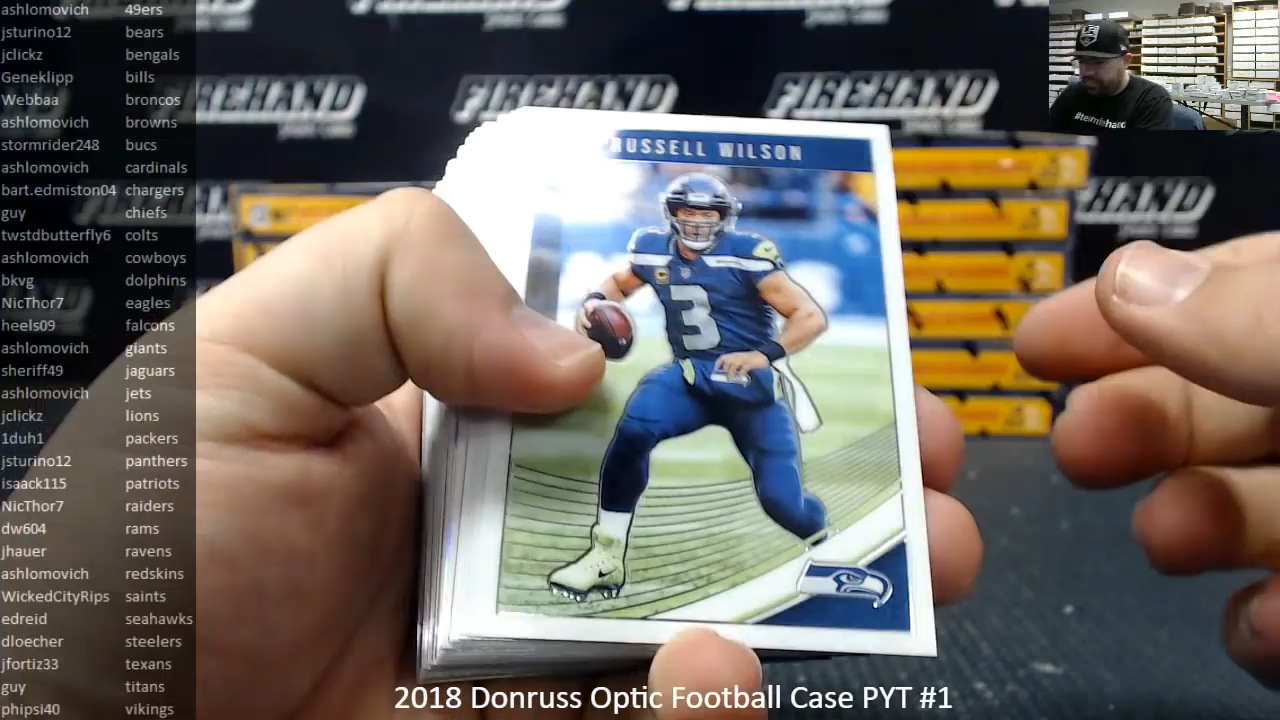 ashlomovich 49ers
jsturino12 bears
jclickz bengals
Geneklipp bills
Webbaa broncos
ashlomovich browns
stormrider248 bucs
ashlomovich cardinals
bart.edmiston04 chargers
guy chiefs
twstdbutterfly6 colts
ashlomovich cowboys
bkvg dolphins
NicThor7 eagles
heels09 falcons
ashlomovich giants
sheriff49 jaguars
ashlomovich jets
jclickz lions
1duh1 packers
jsturino12 panthers
isaack115 patriots
NicThor7 raiders
dw604 rams
jhauer ravens
ashlomovich redskins
WickedCityRips saints
edreid seahawks
dloecher steelers
jfortiz33 texans
guy titans
phipsi40 vikings
FIREHAND
FIREHAND
FIREHAND
RUSSELL WILSON
3
2018 Donruss Optic Football Case PYT #1